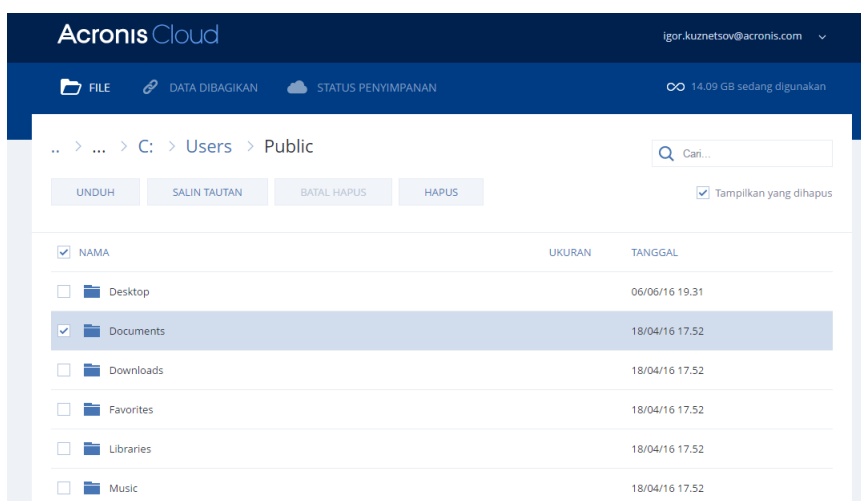 Acronis Cloud
igor.kuznetsov@acronis.com
FILE DATA DIBAGIKAN STATUS PENYIMPANAN 14.09 GB sedang digunakan
.. > ... > C: > Users > Public
Cari...
UNDUH SALIN TAUTAN BATAL HAPUS HAPUS Tampilkan yang dihapus
NAMA UKURAN TANGGAL
Desktop 06/06/16 19.31
Documents 18/04/16 17.52
Downloads 18/04/16 17.52
Favorites 18/04/16 17.52
Libraries 18/04/16 17.52
Music 18/04/16 17.52